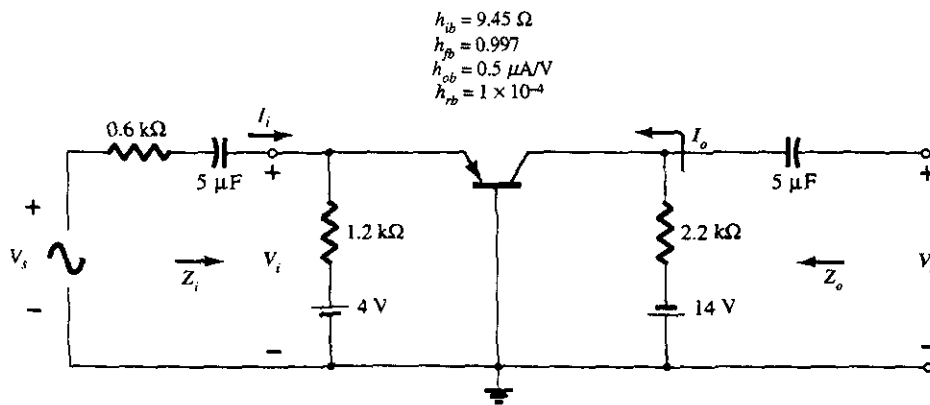 h_ib = 9.45 Ω
h_fb = 0.997
h_ob = 0.5 μA/V
h_rb = 1 × 10⁻⁴
0.6 kΩ
I_i
I_o
+
5 μF
+
5 μF
+
+
V_s
−
1.2 kΩ
2.2 kΩ
Z_i
V_i
Z_o
V
4 V
14 V
−
−